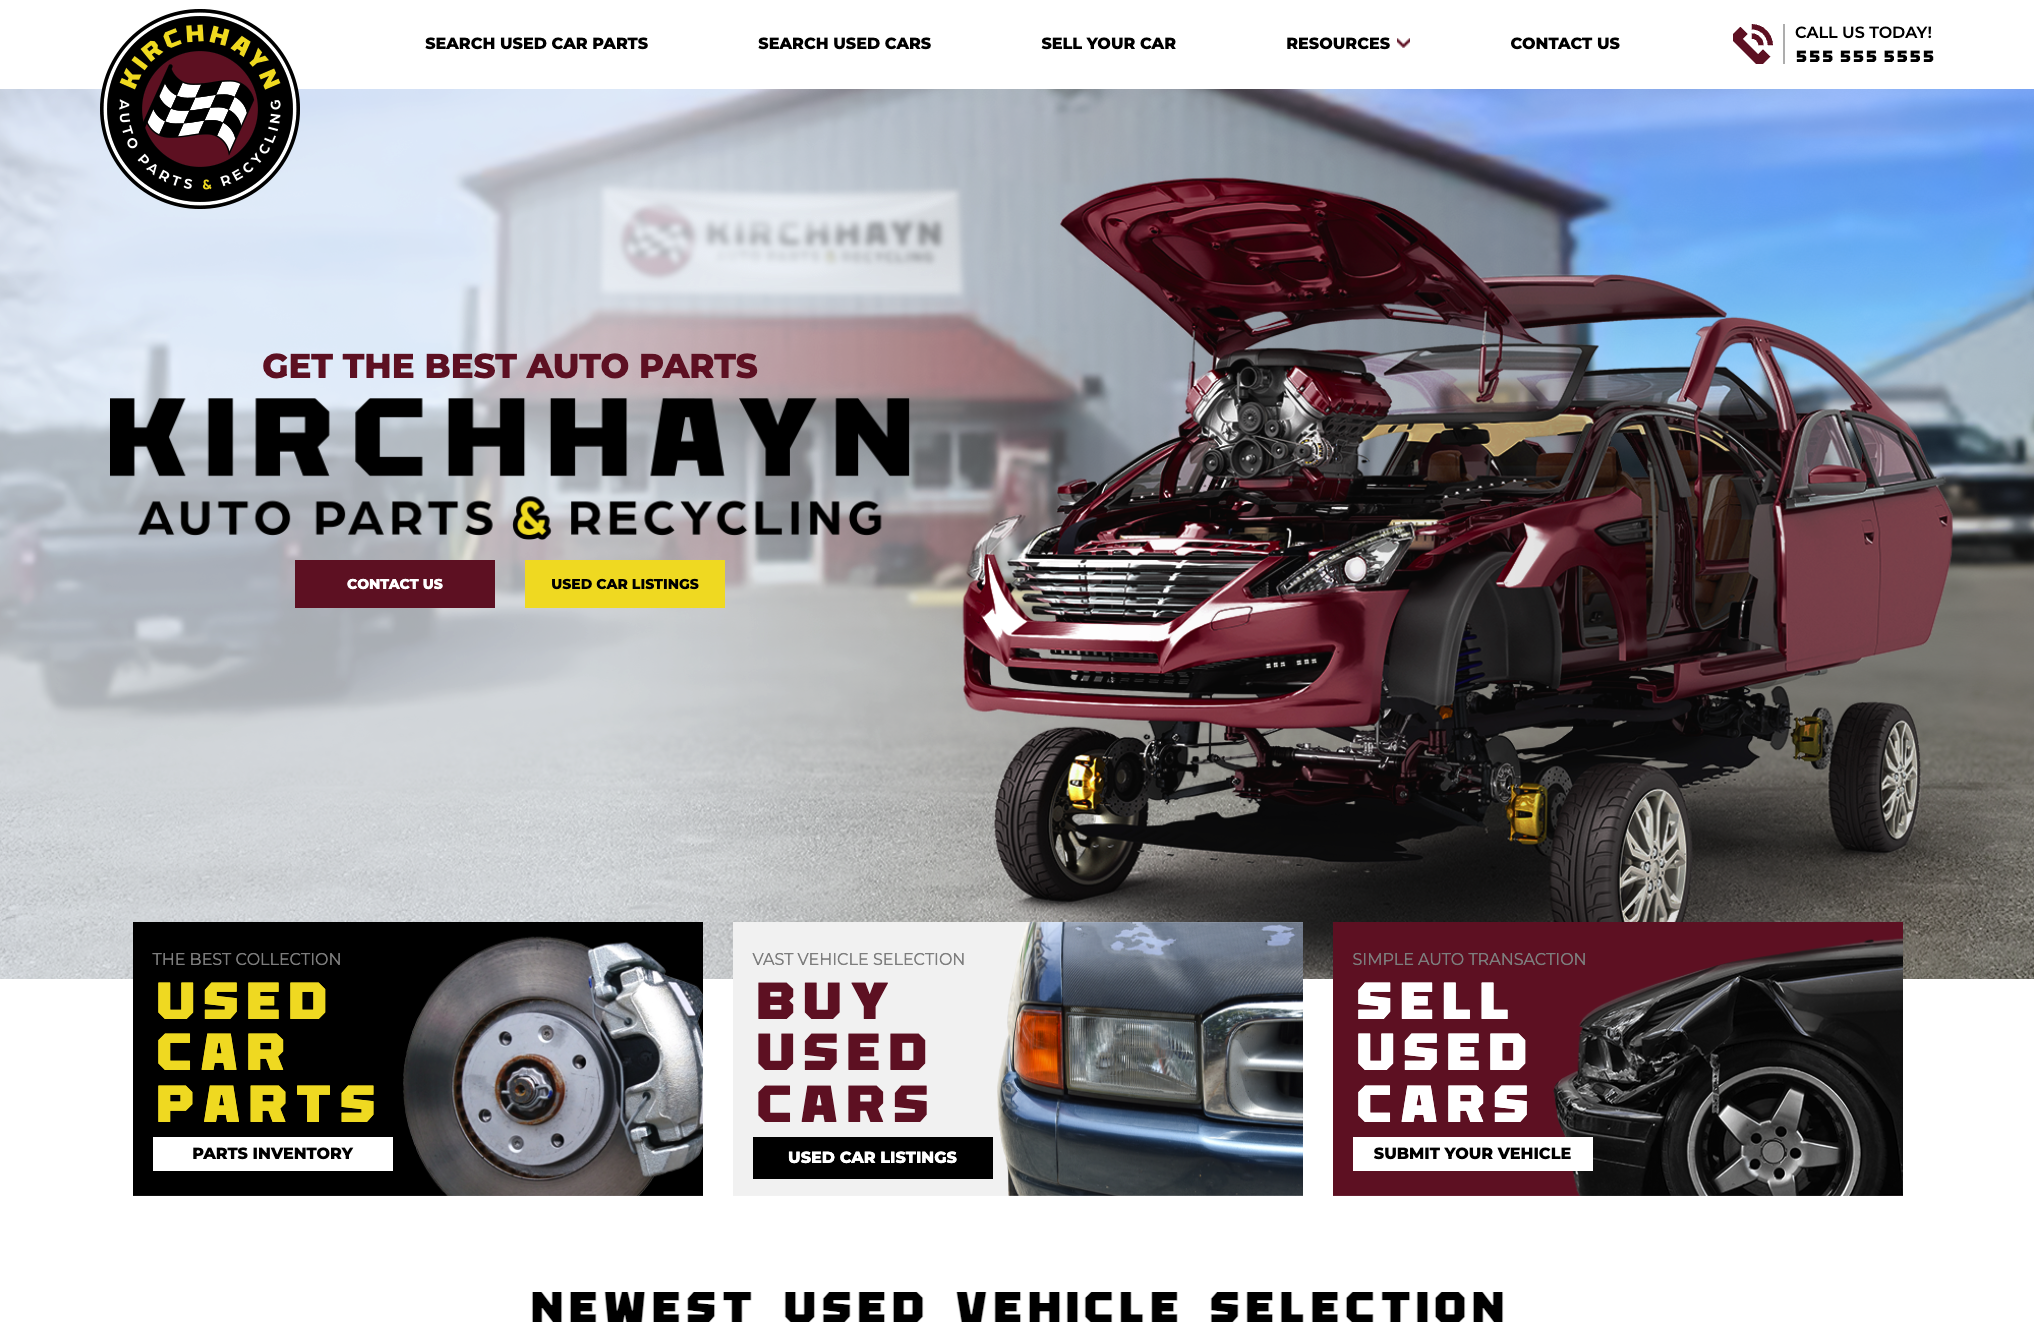 KIRCHHAYN
AUTO PARTS & RECYCLING
SEARCH USED CAR PARTS
SEARCH USED CARS
SELL YOUR CAR
RESOURCES
CONTACT US
CALL US TODAY!
555 555 5555
KIRCHHAYN
AUTO PARTS & RECYCLING
GET THE BEST AUTO PARTS
KIRCHHAYN
AUTO PARTS & RECYCLING
CONTACT US
USED CAR LISTINGS
THE BEST COLLECTION
USED
CAR
PARTS
PARTS INVENTORY
VAST VEHICLE SELECTION
BUY
USED
CARS
USED CAR LISTINGS
SIMPLE AUTO TRANSACTION
SELL
USED
CARS
SUBMIT YOUR VEHICLE
NEWEST USED VEHICLE SELECTION